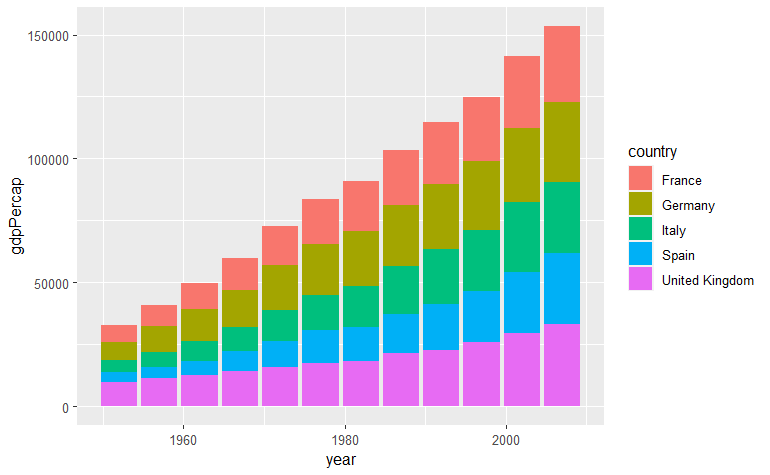 150000
100000
50000
0
gdpPercap
1960
1980
2000
year
country
France
Germany
Italy
Spain
United Kingdom